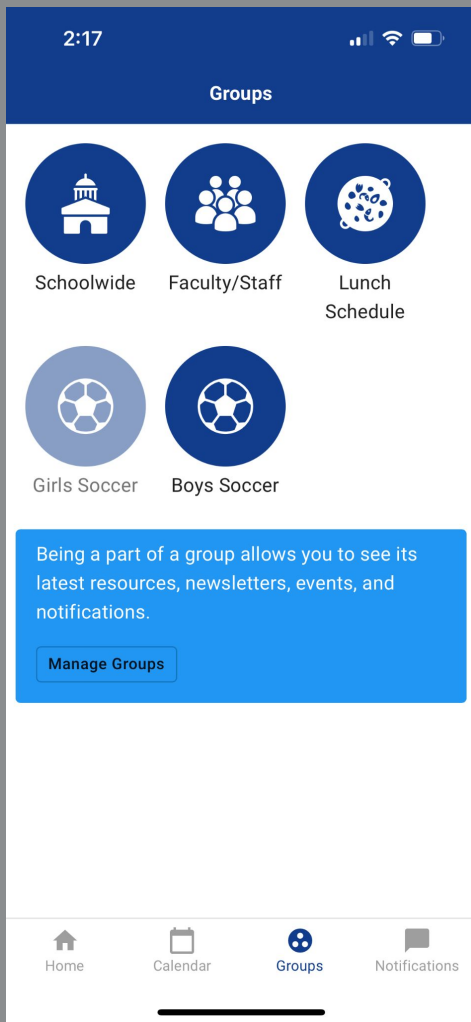 2:17
Groups
Schoolwide
Faculty/Staff
Lunch
Schedule
Girls Soccer
Boys Soccer
Being a part of a group allows you to see its
latest resources, newsletters, events, and
notifications.
Manage Groups
Home
Calendar
Groups
Notifications